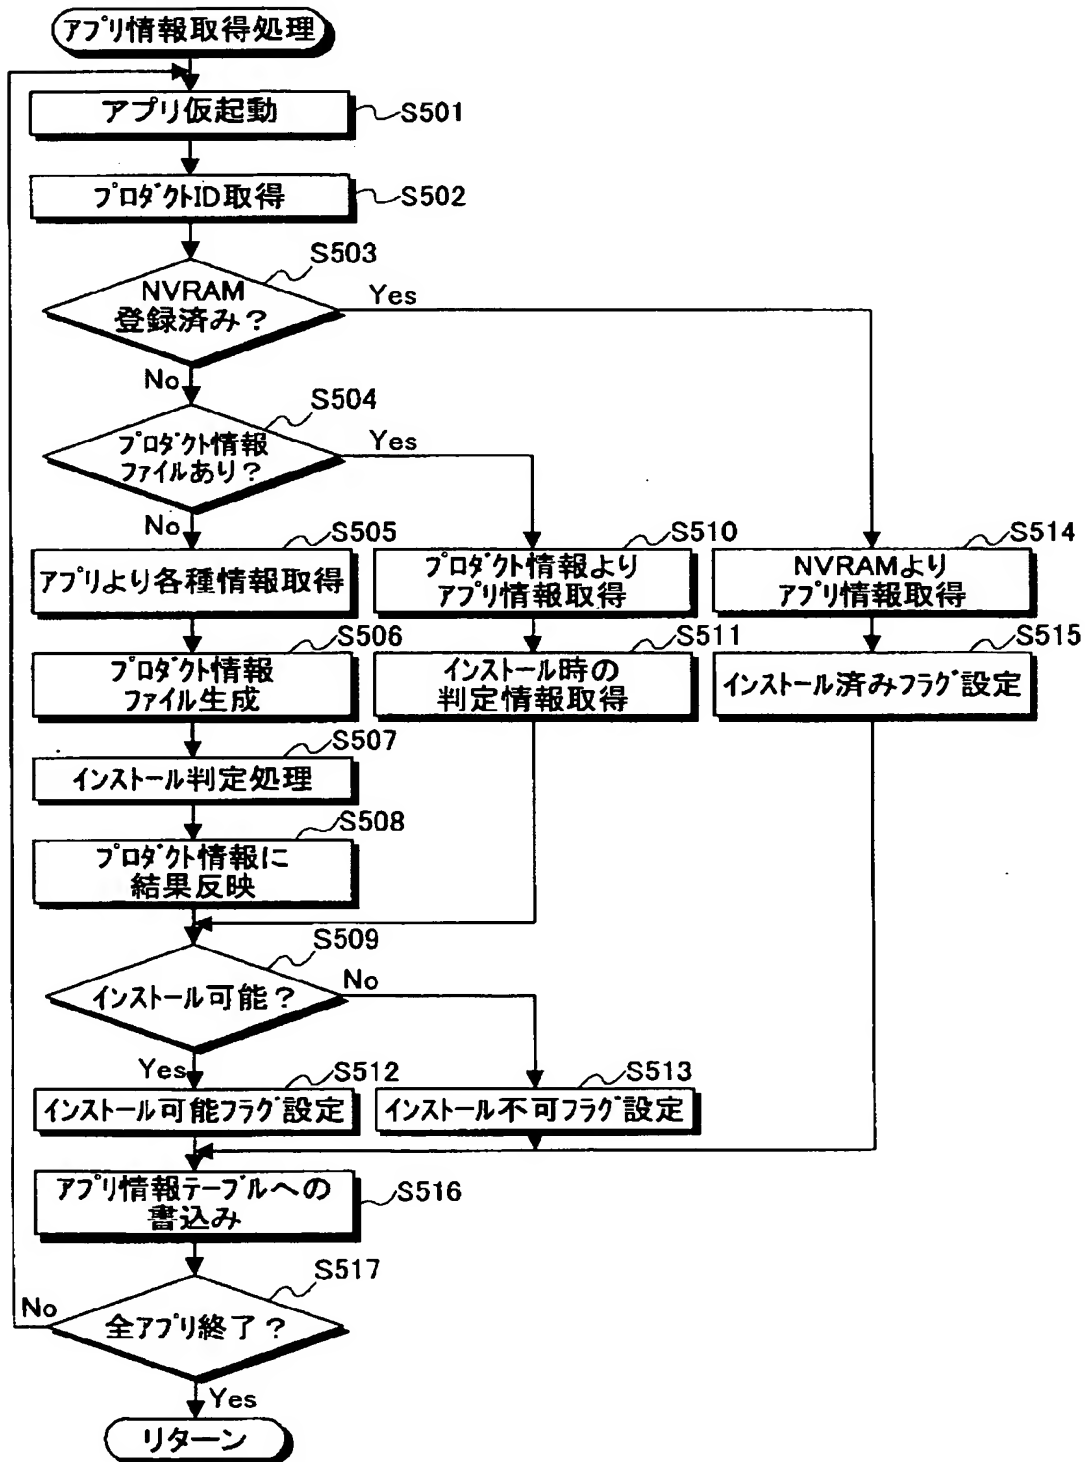 アプリ情報取得処理
アプリ仮起動
S501
プロダクトID取得
S502
S503
NVRAM
登録済み？
Yes
No
S504
プロダクト情報
ファイルあり？
Yes
No
S505
アプリより各種情報取得
S510
プロダクト情報より
アプリ情報取得
S514
NVRAMより
アプリ情報取得
S506
プロダクト情報
ファイル生成
S511
インストール時の
判定情報取得
S515
インストール済みフラグ設定
S507
インストール判定処理
S508
プロダクト情報に
結果反映
S509
インストール可能？
No
Yes
S512
インストール可能フラグ設定
S513
インストール不可フラグ設定
アプリ情報テーブルへの
書込み
S516
S517
全アプリ終了？
No
Yes
リターン